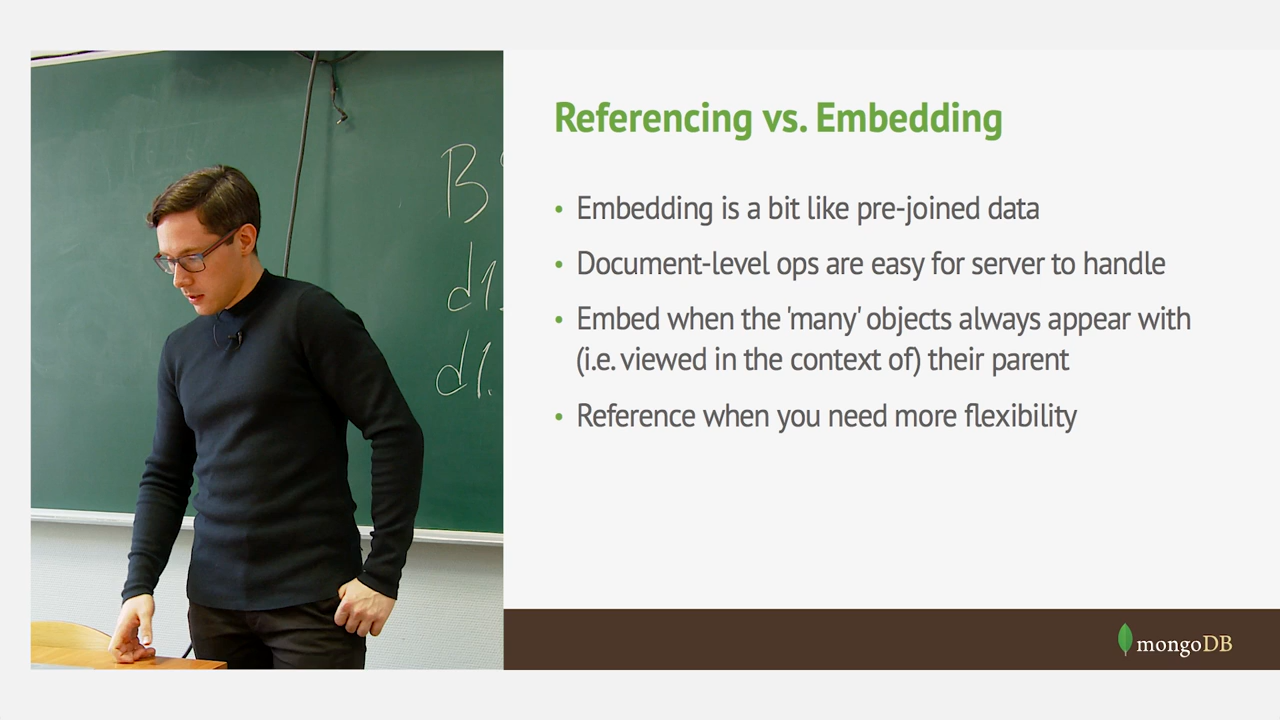 B
d1.
d1.
Referencing vs. Embedding
• Embedding is a bit like pre-joined data
• Document-level ops are easy for server to handle
• Embed when the 'many' objects always appear with
(i.e. viewed in the context of) their parent
• Reference when you need more flexibility
mongoDB